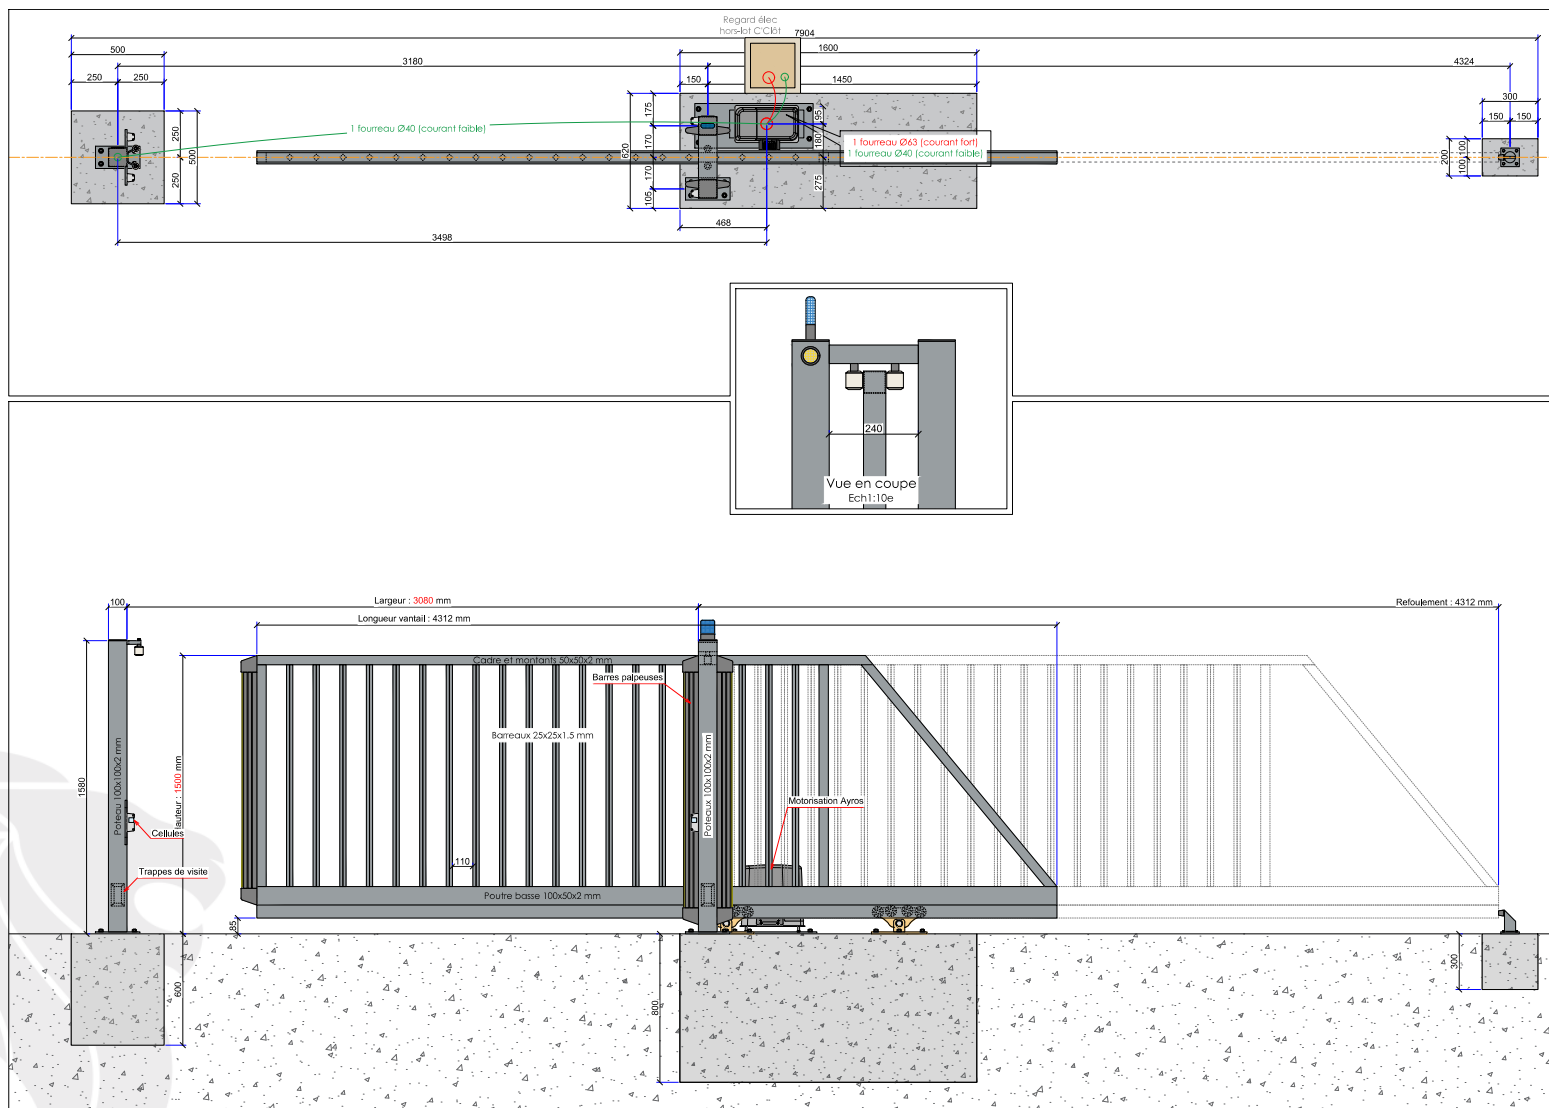 Regard élec
hors-lot C'Clôt
7904
500
1600
3180
4324
250
250
150
1450
300
150
150
175
95
250
500
250
1 fourreau Ø40 (courant faible)
620
170
180
1 fourreau Ø63 (courant fort)
1 fourreau Ø40 (courant faible)
200
100
100
170
275
105
468
3498
240
Vue en coupe
Ech1:10e
100
Largeur : 3080 mm
Refoulement : 4312 mm
Longueur vantail : 4312 mm
Cadre et montants 50x50x2 mm
Barres palpeuses
Barreaux 25x25x1.5 mm
1580
Poteau 100x100x2 mm
auteur : 1500 mm
Poteaux 100x100x2 mm
Motorisation Ayros
Cellules
110
Trappes de visite
Poutre basse 100x50x2 mm
85
600
800
300